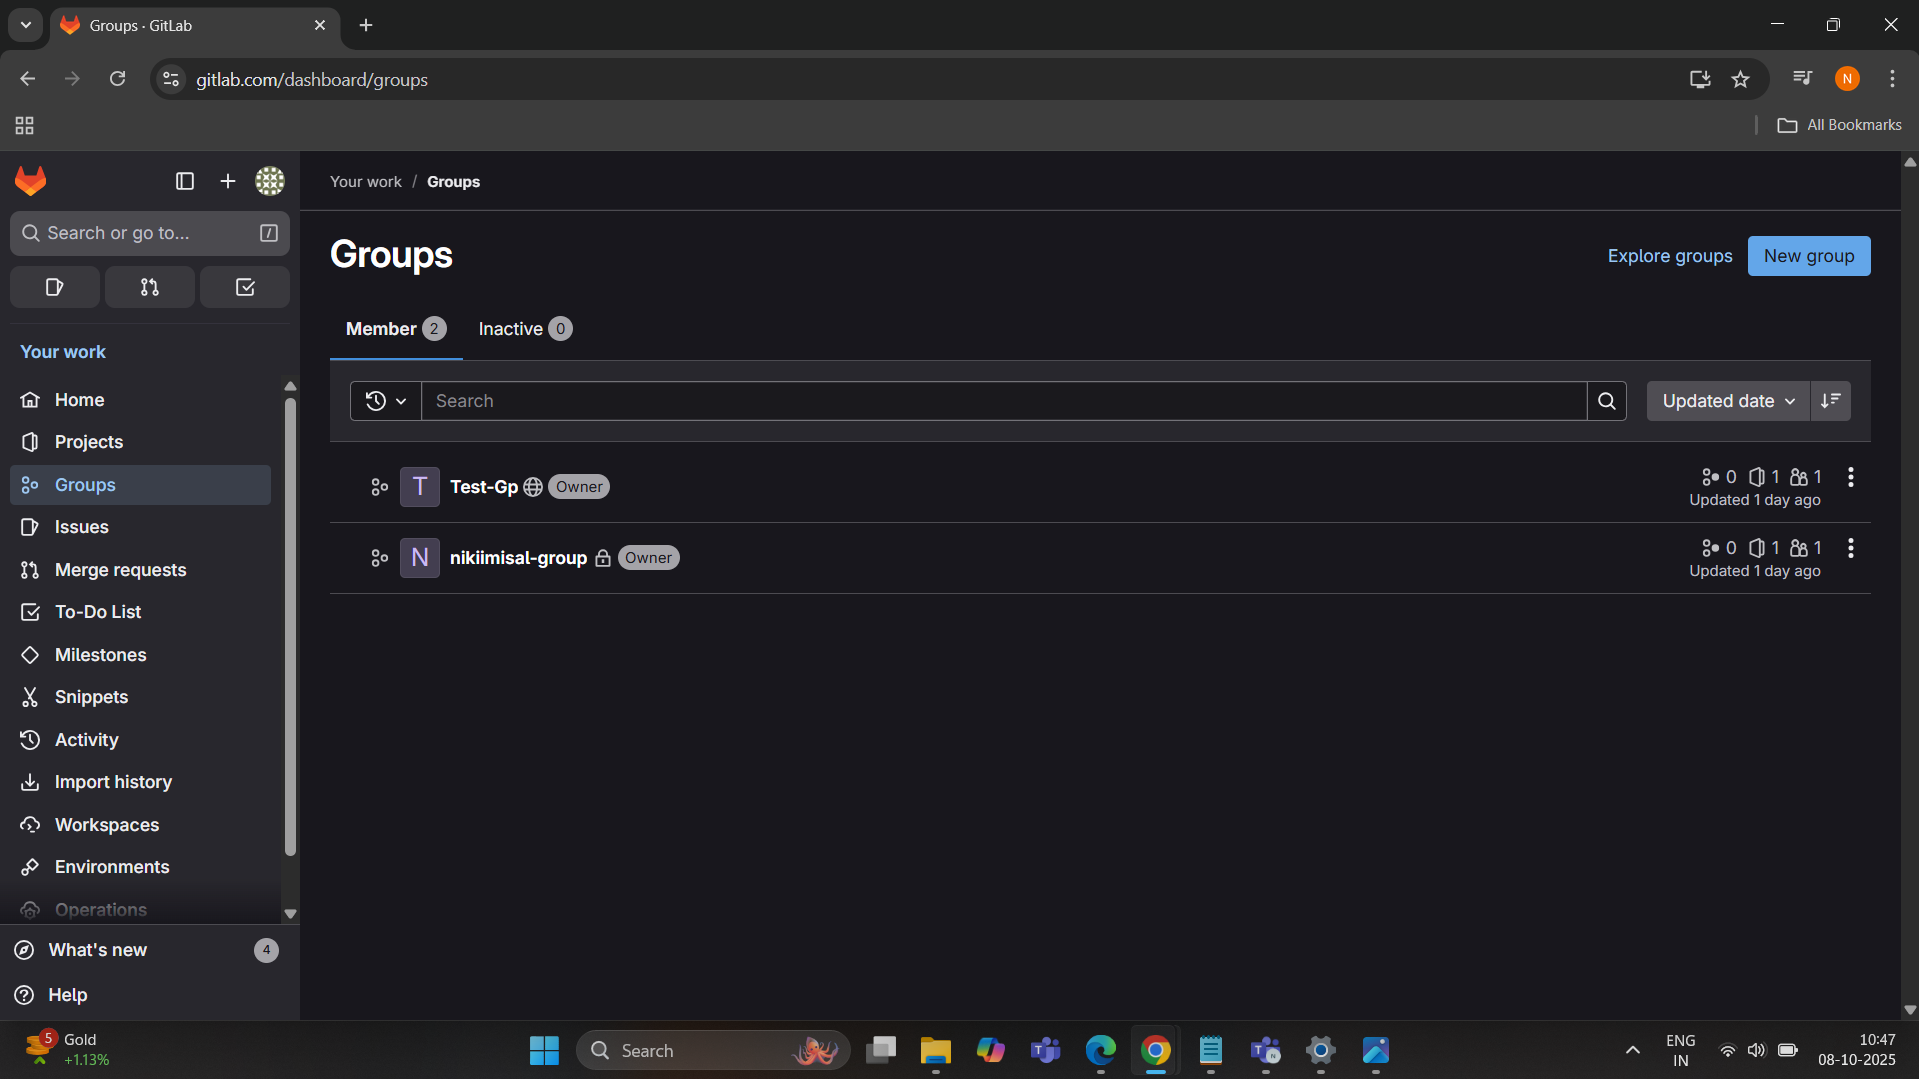 Groups · GitLab
gitlab.com/dashboard/groups
N
All Bookmarks
Your work / Groups
Search or go to... /
Groups
Explore groups
New group
Member 2
Inactive 0
Your work
Search
Updated date
Home
Projects
Groups
Issues
Merge requests
To-Do List
Milestones
Snippets
Activity
Import history
Workspaces
Environments
Operations
T Test-Gp Owner
0 1 1
Updated 1 day ago
N nikiimisal-group Owner
0 1 1
Updated 1 day ago
What's new 4
Help
5
Gold
+1.13%
Search
ENG
IN
10:47
08-10-2025